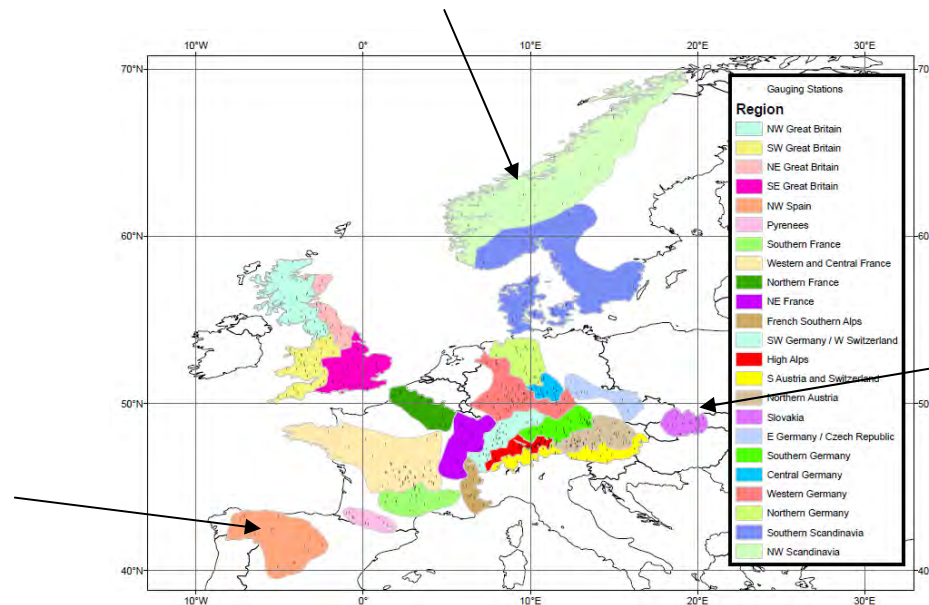 10°W 0° 10°E 20°E 30°E
70°N 70°N
60°N 60°N
50°N 50°N
40°N 40°N
10°W 0° 10°E 20°E 30°E
Gauging Stations
Region
NW Great Britain
SW Great Britain
NE Great Britain
SE Great Britain
NW Spain
Pyrenees
Southern France
Western and Central France
Northern France
NE France
French Southern Alps
SW Germany / W Switzerland
High Alps
S Austria and Switzerland
Northern Austria
Slovakia
E Germany / Czech Republic
Southern Germany
Central Germany
Western Germany
Northern Germany
Southern Scandinavia
NW Scandinavia